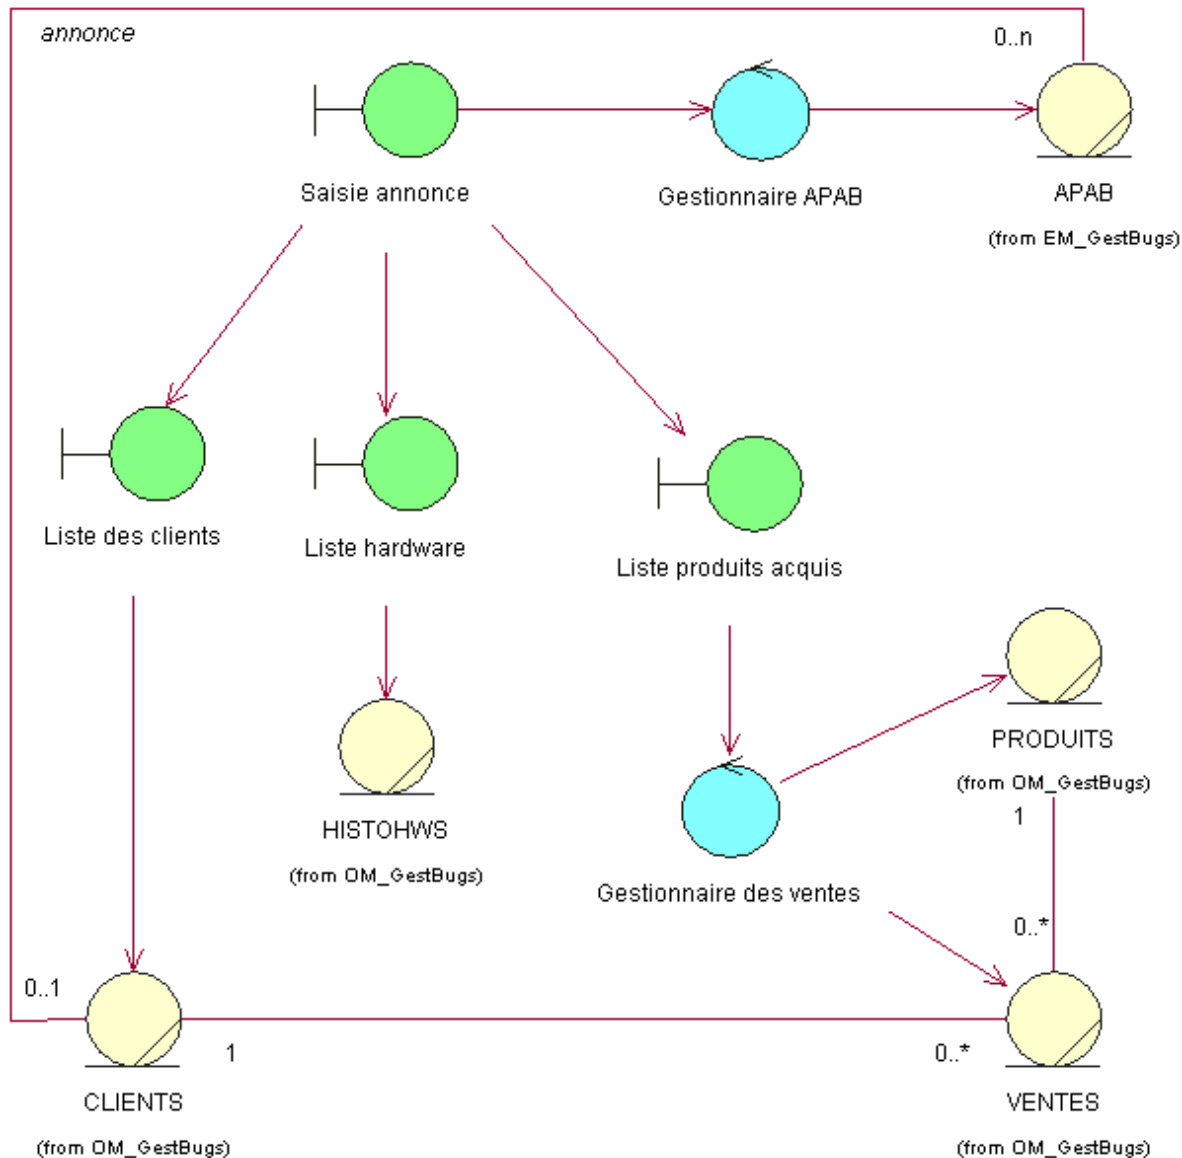 annonce
0..n
Saisie annonce
Gestionnaire APAB
APAB
(from EM_GestBugs)
Liste des clients
Liste hardware
Liste produits acquis
PRODUITS
(from OM_GestBugs)
1
HISTOHWS
(from OM_GestBugs)
Gestionnaire des ventes
0..*
0..1
1
0..*
CLIENTS
(from OM_GestBugs)
VENTES
(from OM_GestBugs)